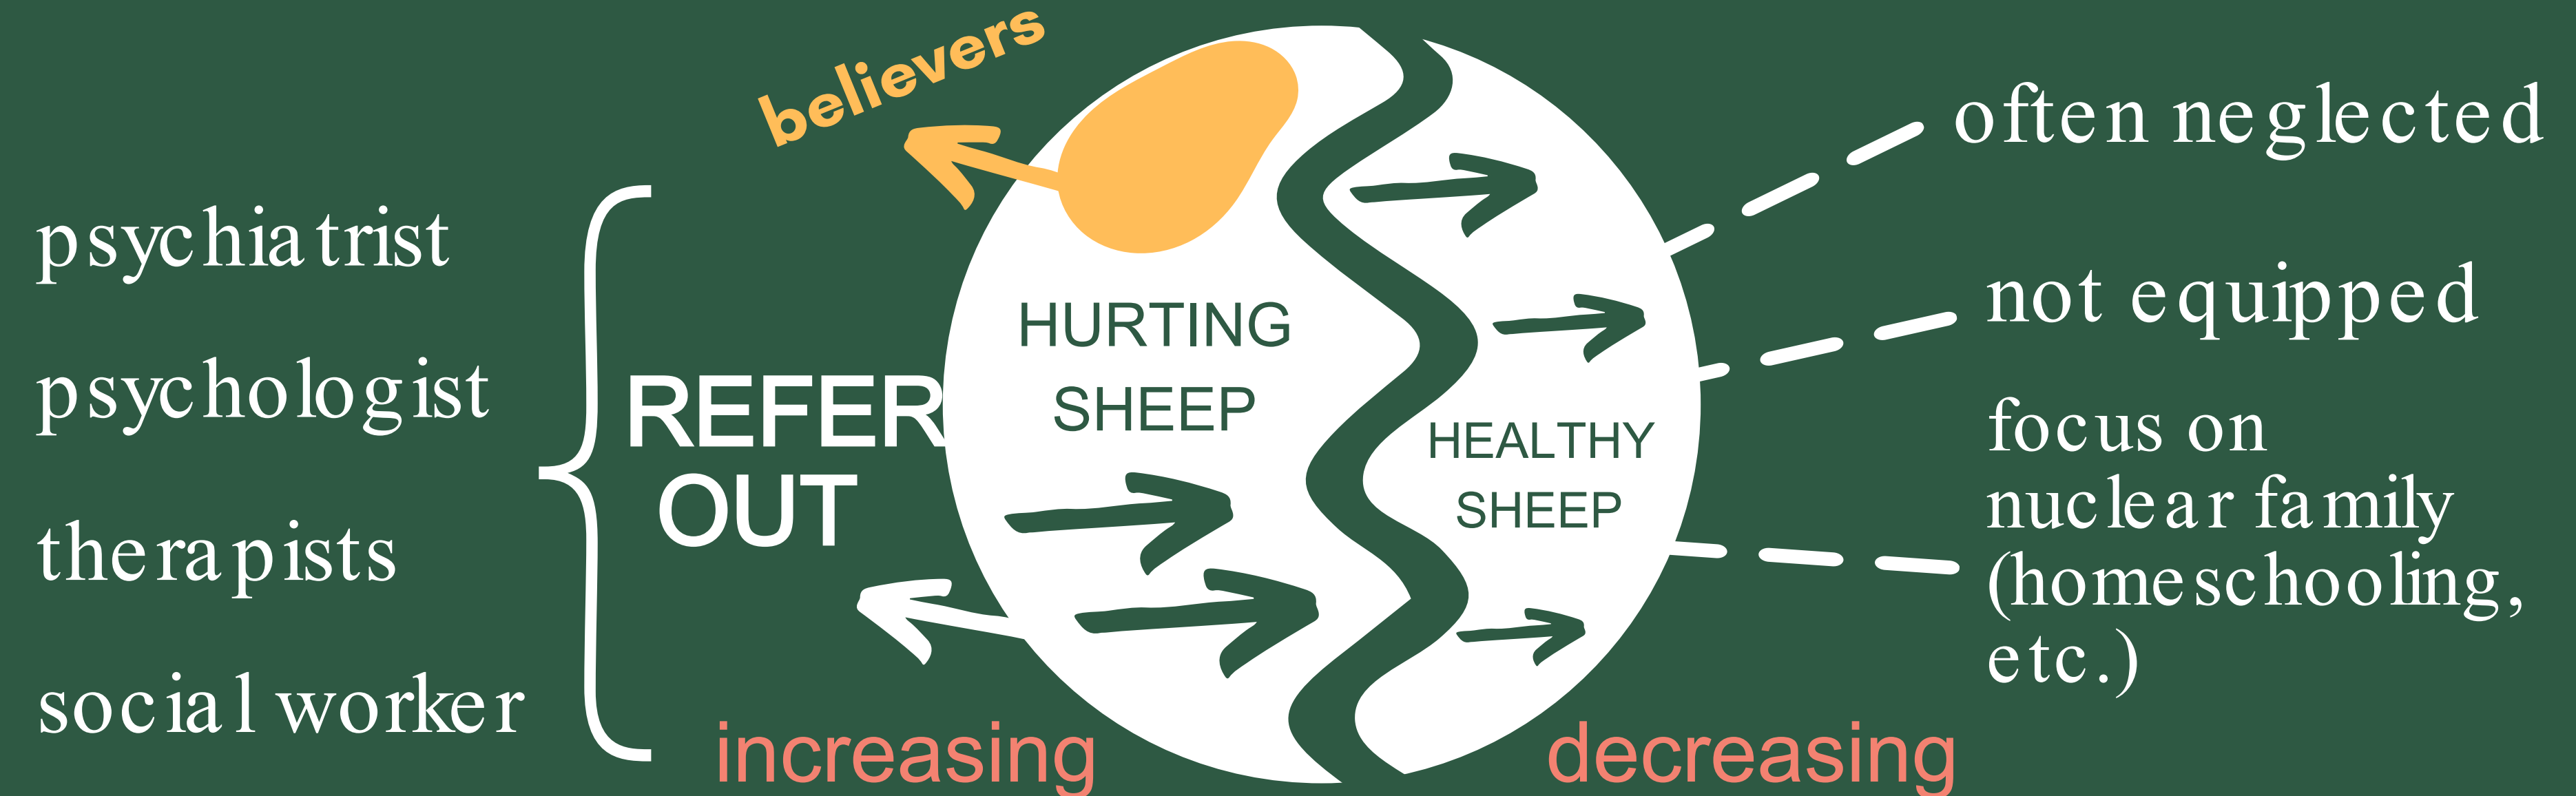 believers
psychiatrist
psychologist
therapists
social worker
REFER
OUT
HURTING
SHEEP
HEALTHY
SHEEP
increasing
decreasing
often neglected
not equipped
focus on
nuclear family
(homeschooling,
etc.)